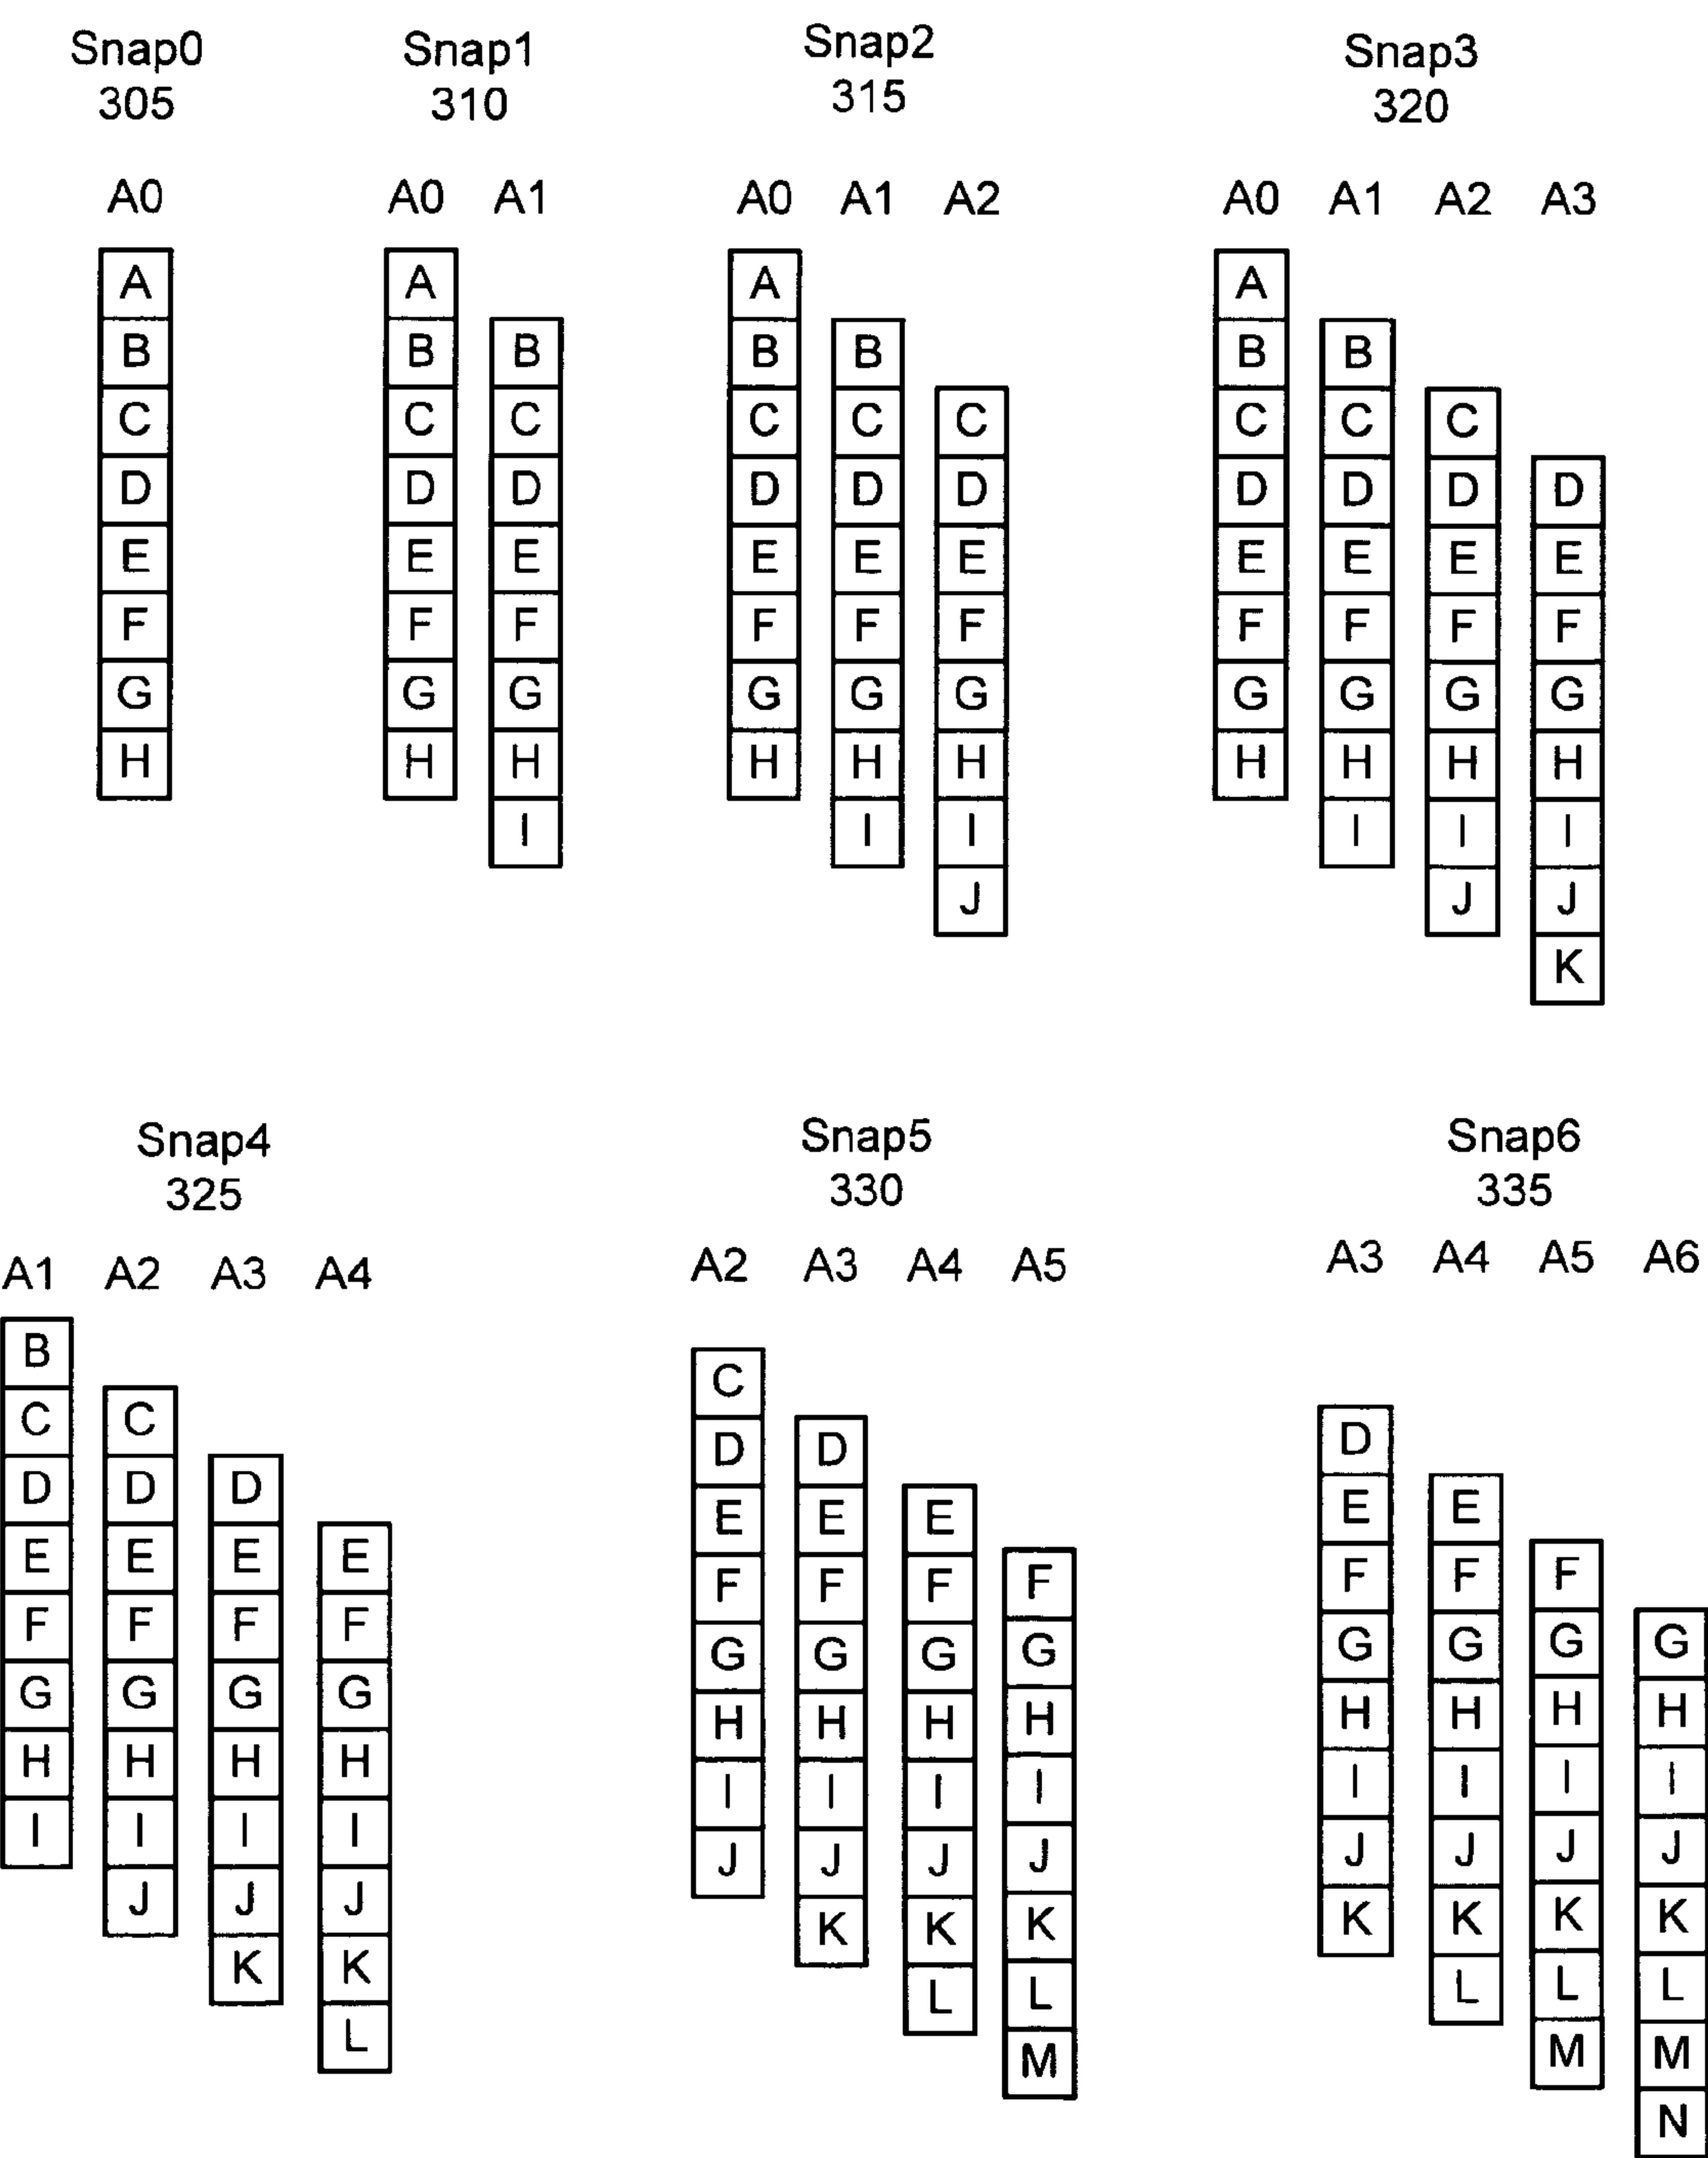 Snap0 Snap1 Snap2 Snap3
305 310 315 320
A0 A0 A1 A0 A1 A2 A0 A1 A2 A3
A A A A
B B B B B B B
C C C C C C C C C
D D D D D D D D D D
E E E E E E E E E E
F F F F F F F F F F
G G G G G G G G G G
H H H H H H H H H H
I I I I I I
J J J
K
Snap4 Snap5 Snap6
325 330 335
A1 A2 A3 A4 A2 A3 A4 A5 A3 A4 A5 A6
B C D
C C D D E E
D D D E E E F F F
E E E E F F F F G G G G
F F F F G G G G H H H H
G G G G H H H H I I I I
H H H H I I I I J J J J
I I I I J J J J K K K K
J J J K K K L L L
K K L L M M
L M N